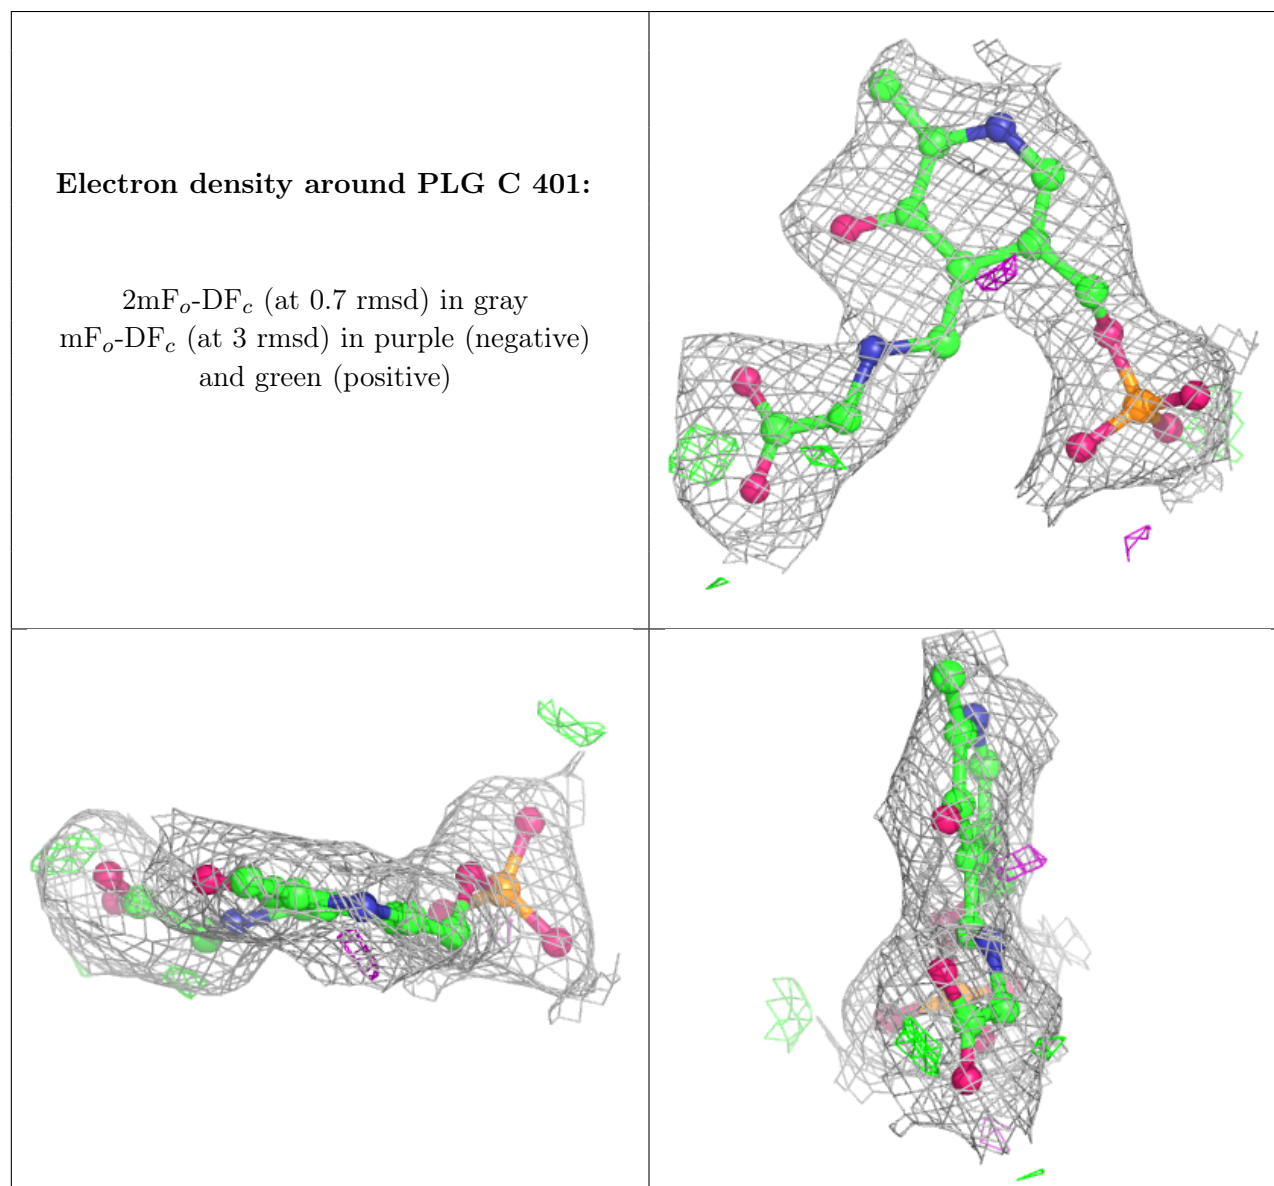 Electron density around PLG C 401:
2mFo-DFc (at 0.7 rmsd) in gray
mFo-DFc (at 3 rmsd) in purple (negative)
and green (positive)